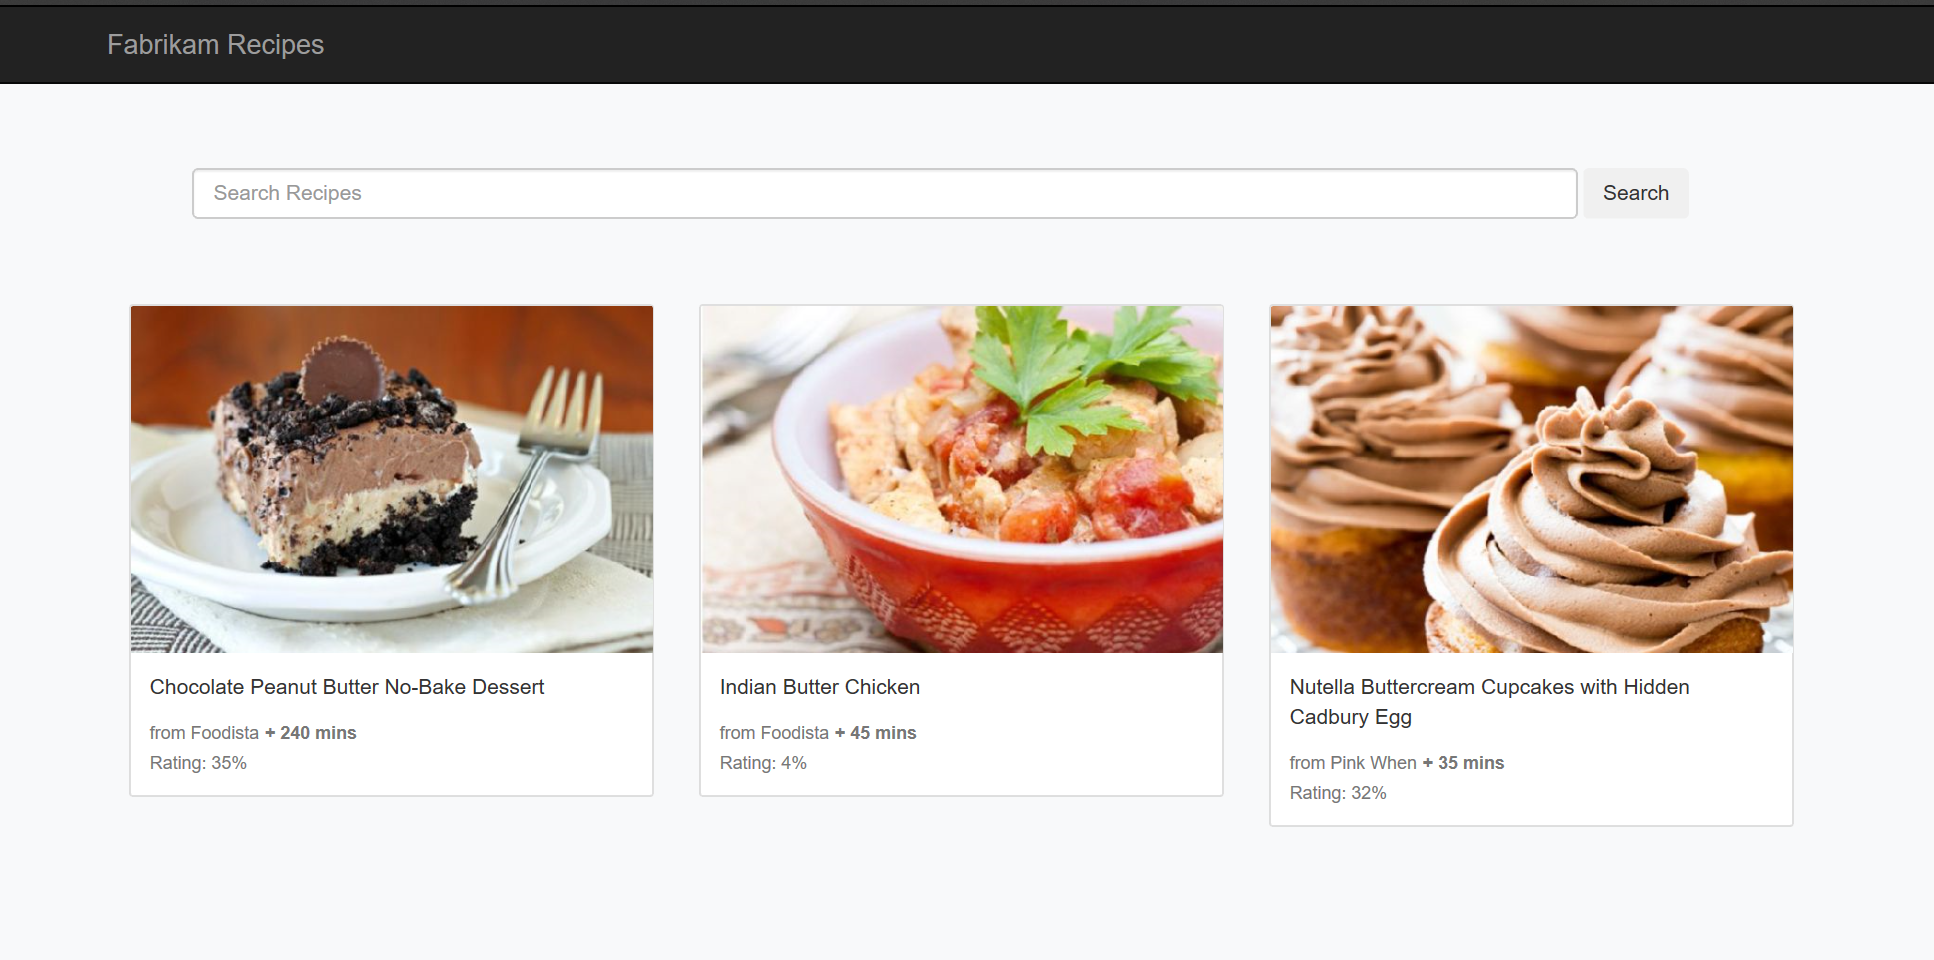 Fabrikam Recipes
Search Recipes
Search
Chocolate Peanut Butter No-Bake Dessert
from Foodista + 240 mins
Rating: 35%
Indian Butter Chicken
from Foodista + 45 mins
Rating: 4%
Nutella Buttercream Cupcakes with Hidden
Cadbury Egg
from Pink When + 35 mins
Rating: 32%